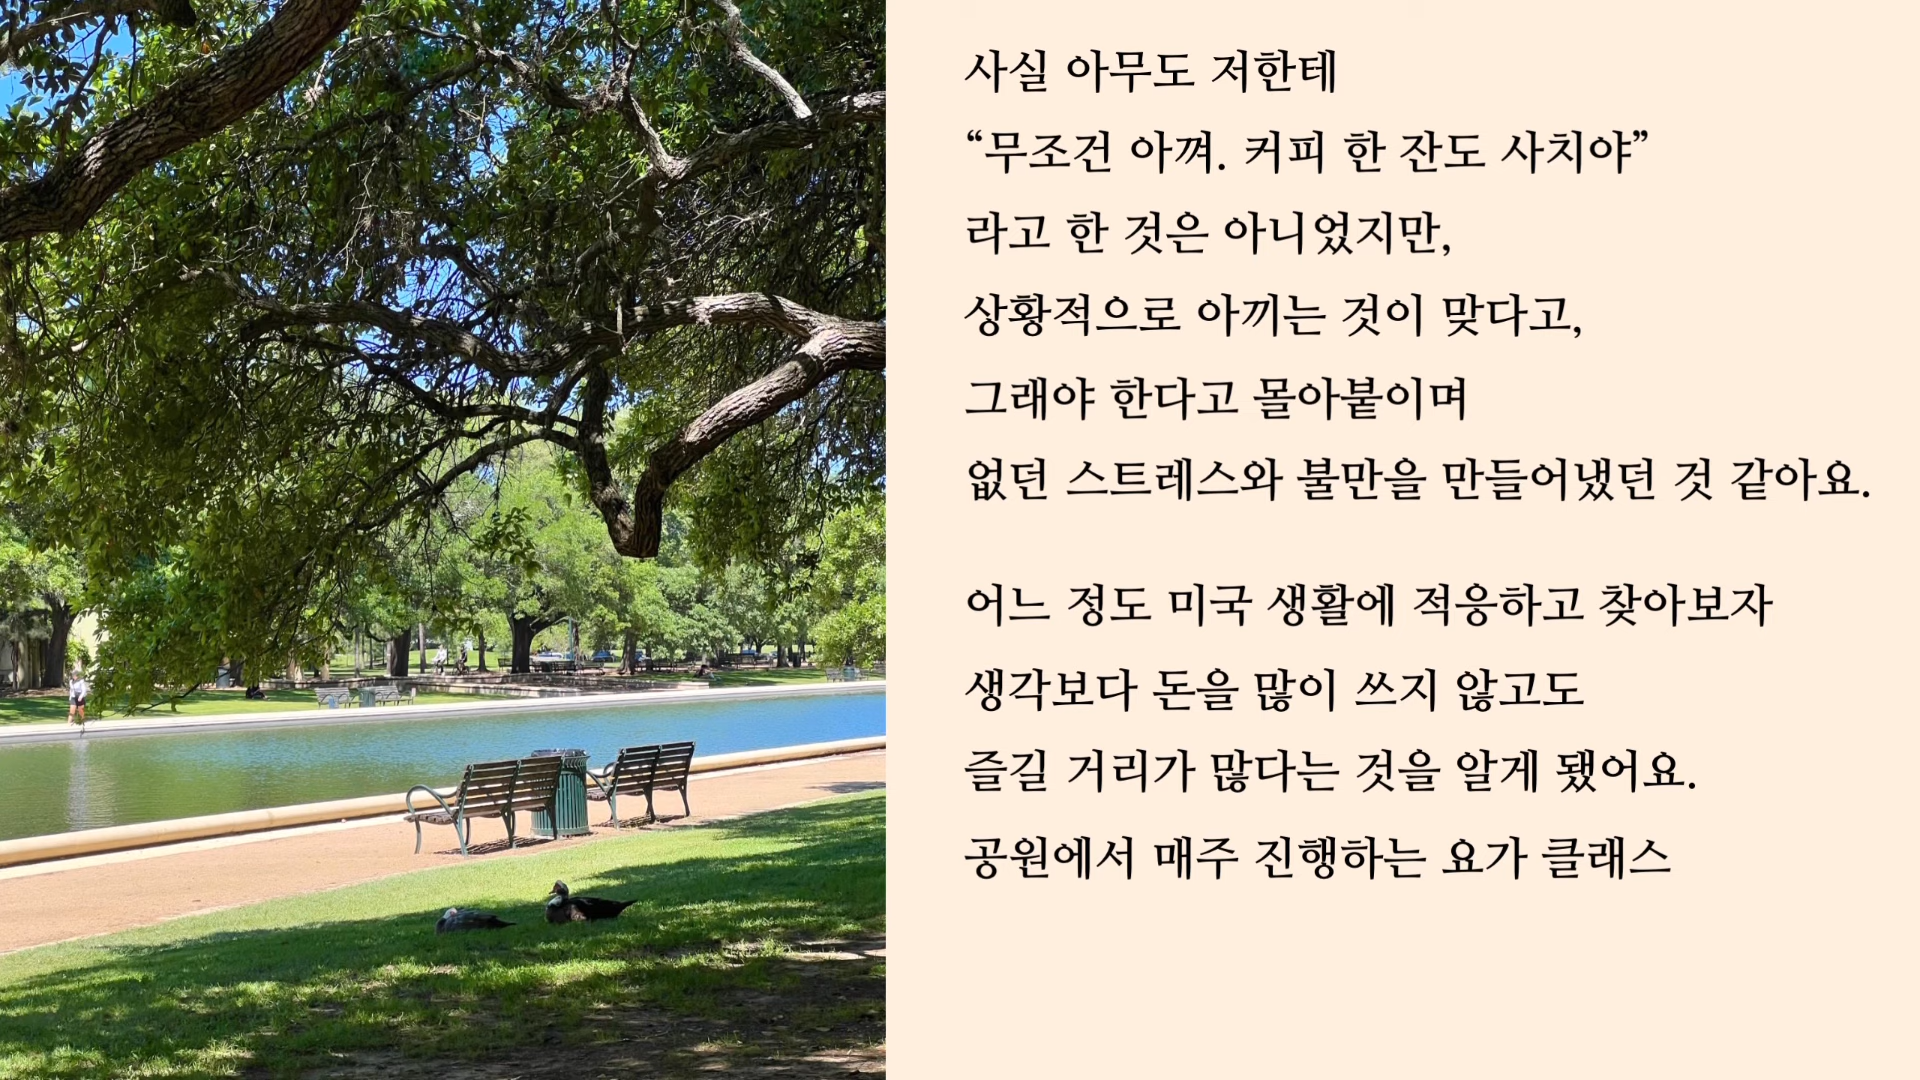 사실 아무도 저한테
“무조건 아껴. 커피 한 잔도 사치야”
라고 한 것은 아니었지만,
상황적으로 아끼는 것이 맞다고,
그래야 한다고 몰아붙이며
없던 스트레스와 불만을 만들어냈던 것 같아요.
어느 정도 미국 생활에 적응하고 찾아보자
생각보다 돈을 많이 쓰지 않고도
즐길 거리가 많다는 것을 알게 됐어요.
공원에서 매주 진행하는 요가 클래스